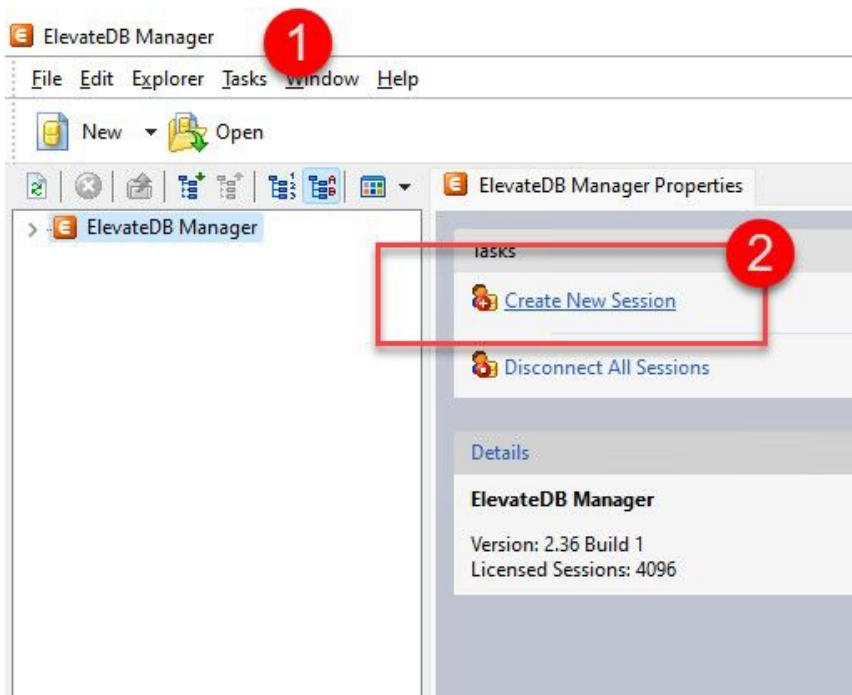 ElevateDB Manager
1
File Edit Explorer Tasks Window Help
New Open
ElevateDB Manager Properties
ElevateDB Manager
Tasks
2
Create New Session
Disconnect All Sessions
Details
ElevateDB Manager
Version: 2.36 Build 1
Licensed Sessions: 4096